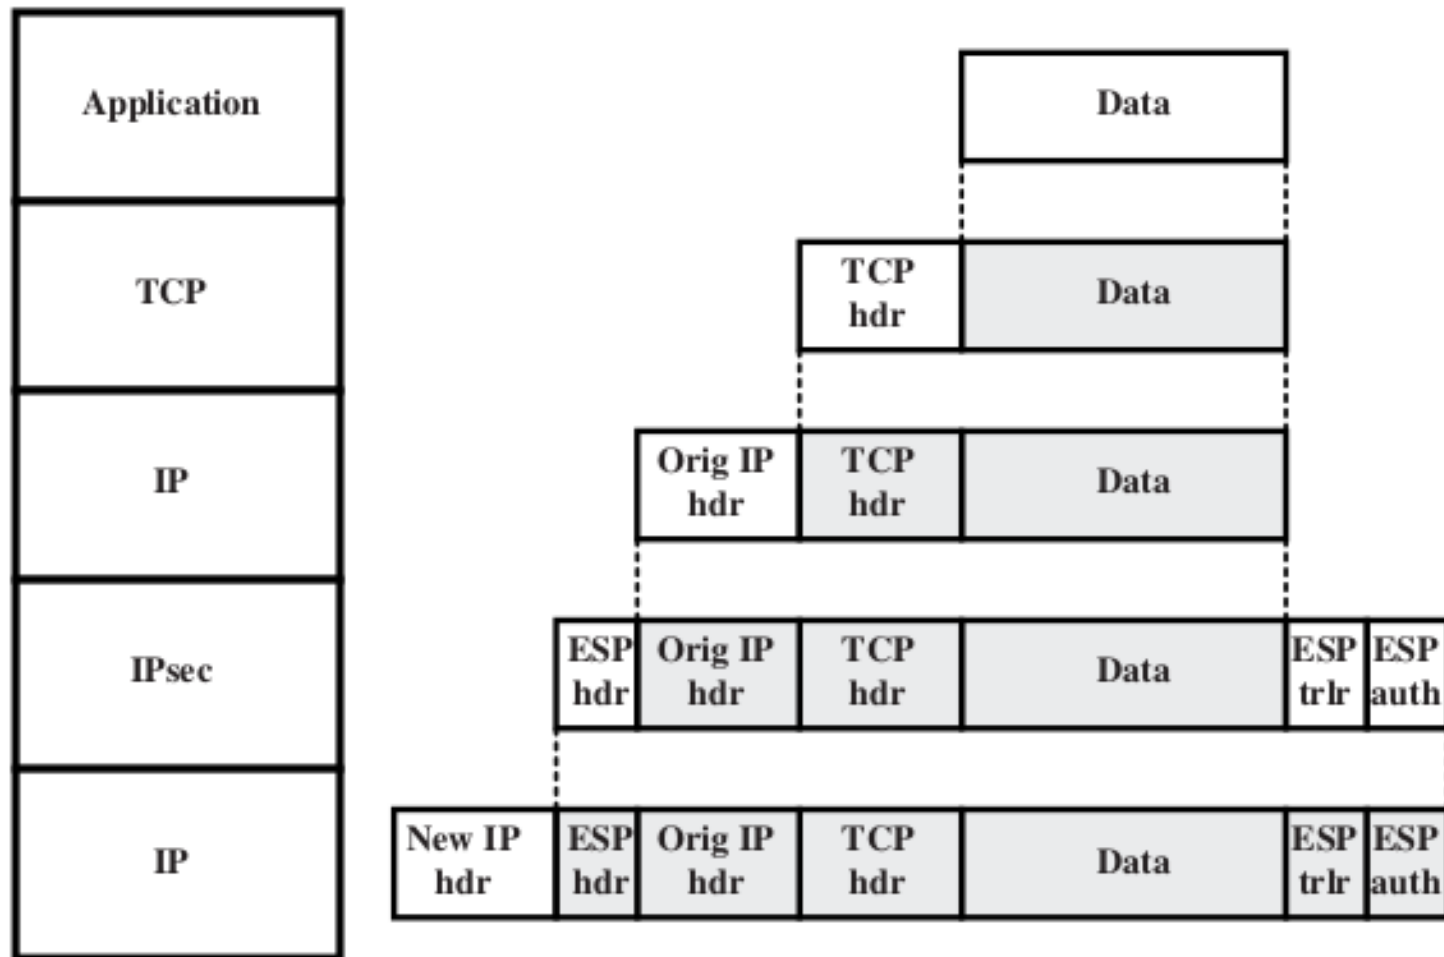 Application
Data
TCP
TCP
hdr
Data
IP
Orig IP
hdr
TCP
hdr
Data
IPsec
ESP
hdr
Orig IP
hdr
TCP
hdr
Data
ESP
trlr
ESP
auth
IP
New IP
hdr
ESP
hdr
Orig IP
hdr
TCP
hdr
Data
ESP
trlr
ESP
auth